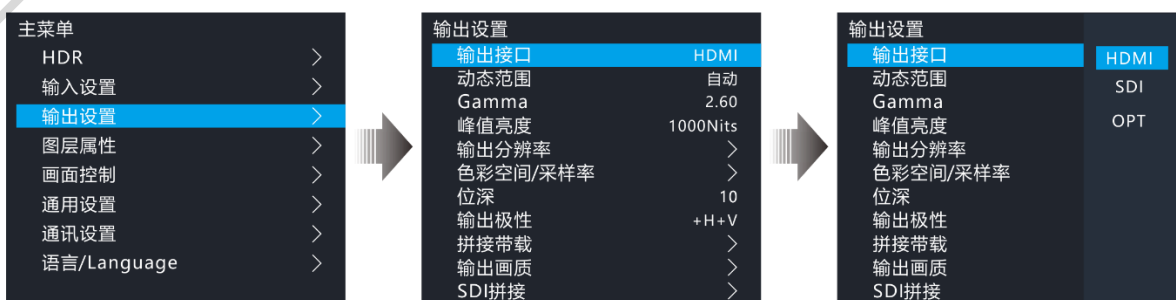 主菜单
HDR
输入设置
输出设置
图层属性
画面控制
通用设置
通讯设置
语言/Language
输出设置
输出接口 HDMI
动态范围 自动
Gamma 2.60
峰值亮度 1000Nits
输出分辨率
色彩空间/采样率
位深 10
输出极性 +H+V
拼接带载
输出画质
SDI拼接
输出设置
输出接口 HDMI
动态范围 SDI
Gamma OPT
峰值亮度
输出分辨率
色彩空间/采样率
位深
输出极性
拼接带载
输出画质
SDI拼接